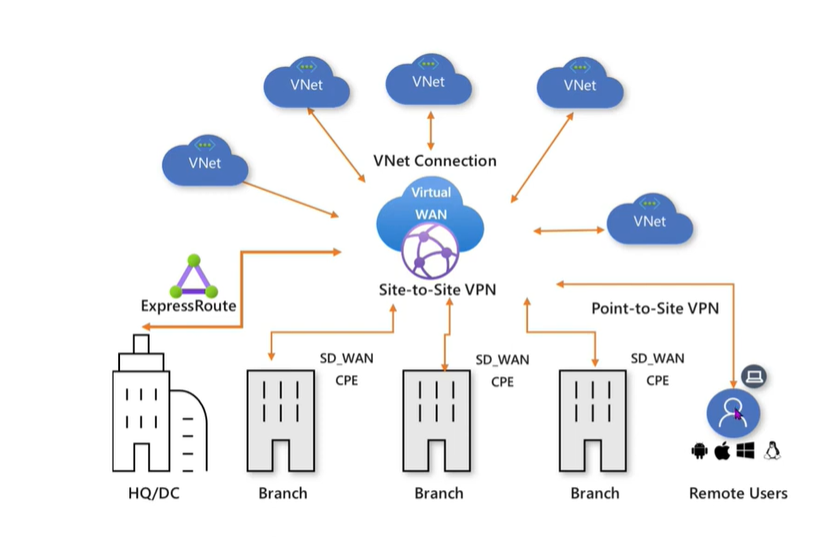 VNet
VNet
VNet
VNet Connection
VNet
Virtual
WAN
VNet
Site-to-Site VPN
ExpressRoute
Point-to-Site VPN
SD_WAN
CPE
SD_WAN
CPE
SD_WAN
CPE
HQ/DC
Branch
Branch
Branch
Remote Users